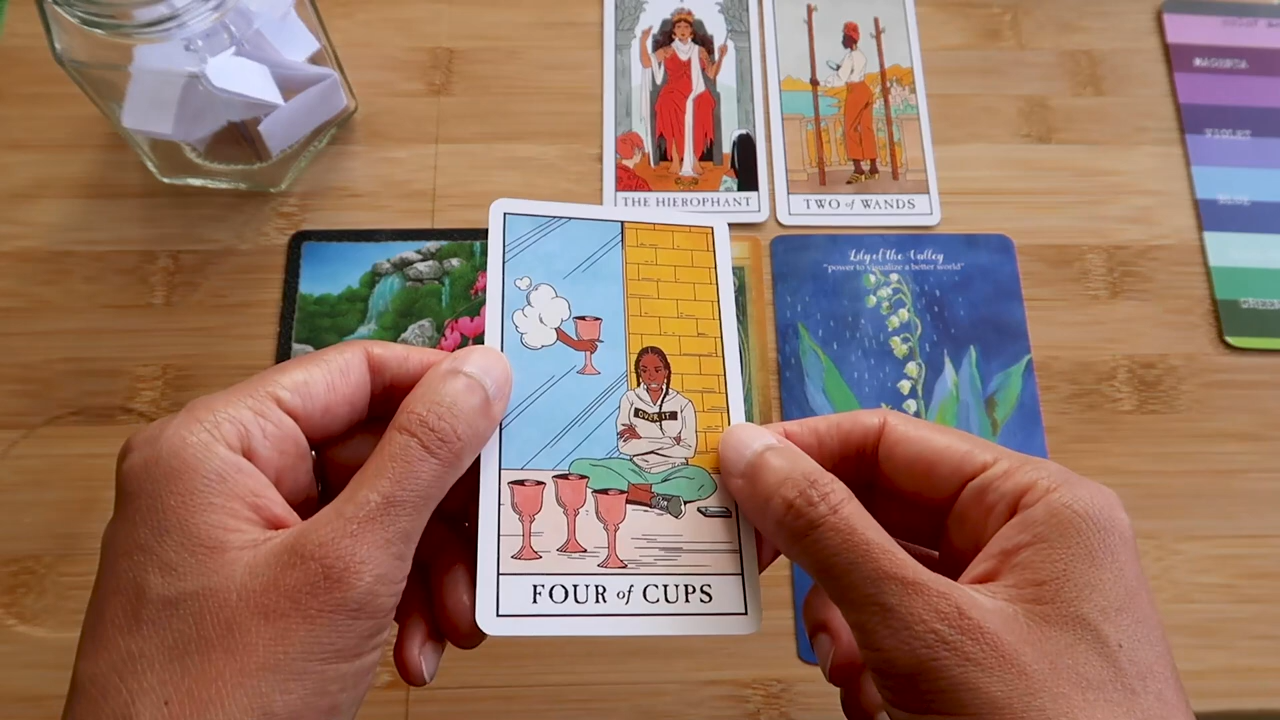 THE HIEROPHANT
TWO of WANDS
MAGENTA
VIOLET
BLUE
GREEN
Lily of the Valley
"power to visualize a better world"
OVER IT
FOUR of CUPS